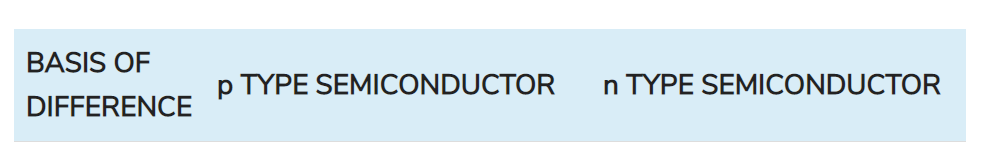 BASIS OF
DIFFERENCE
p TYPE SEMICONDUCTOR
n TYPE SEMICONDUCTOR